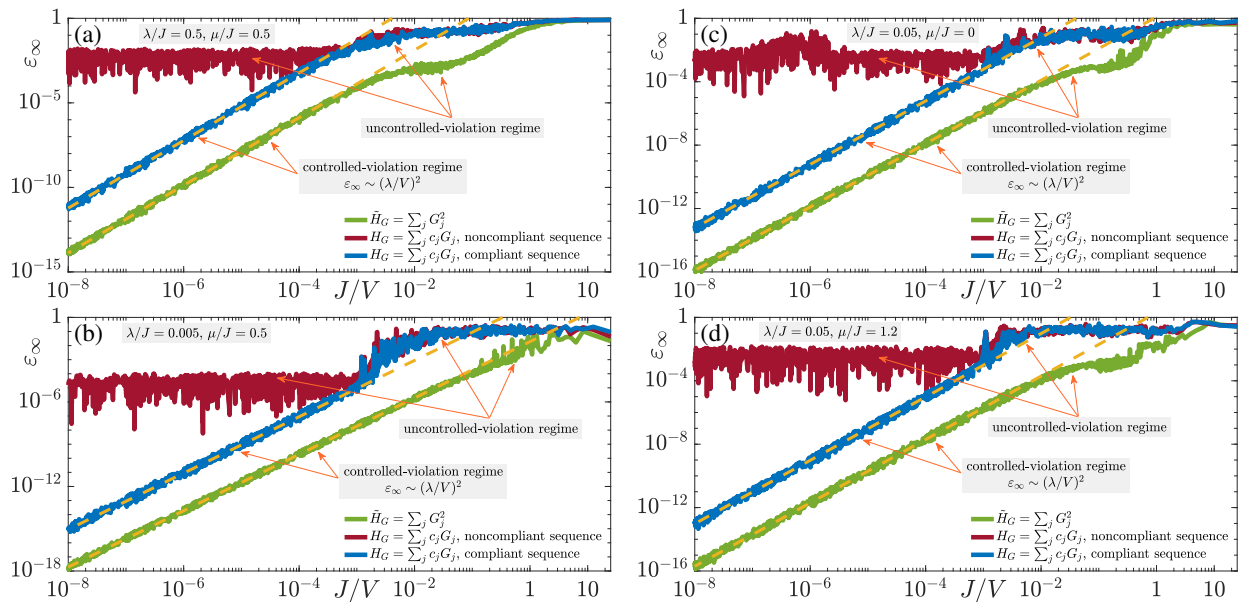 (a)
λ/J = 0.5, μ/J = 0.5
1
10^−5
10^−10
10^−15
ε_∞
uncontrolled-violation regime
controlled-violation regime
ε_∞ ∼ (λ/V)^2
H̃_G = ∑_j G_j^2
H_G = ∑_j c_j G_j, noncompliant sequence
H_G = ∑_j c_j G_j, compliant sequence
10^−8 10^−6 10^−4 J/V 10^−2 1 10
(b)
λ/J = 0.005, μ/J = 0.5
1
10^−6
10^−12
10^−18
ε_∞
uncontrolled-violation regime
controlled-violation regime
ε_∞ ∼ (λ/V)^2
H̃_G = ∑_j G_j^2
H_G = ∑_j c_j G_j, noncompliant sequence
H_G = ∑_j c_j G_j, compliant sequence
10^−8 10^−6 10^−4 J/V 10^−2 1 10
(c)
λ/J = 0.05, μ/J = 0
1
10^−4
10^−8
10^−12
10^−16
ε_∞
uncontrolled-violation regime
controlled-violation regime
ε_∞ ∼ (λ/V)^2
H̃_G = ∑_j G_j^2
H_G = ∑_j c_j G_j, noncompliant sequence
H_G = ∑_j c_j G_j, compliant sequence
10^−8 10^−6 10^−4 J/V 10^−2 1 10
(d)
λ/J = 0.05, μ/J = 1.2
1
10^−4
10^−8
10^−12
10^−16
ε_∞
uncontrolled-violation regime
controlled-violation regime
ε_∞ ∼ (λ/V)^2
H̃_G = ∑_j G_j^2
H_G = ∑_j c_j G_j, noncompliant sequence
H_G = ∑_j c_j G_j, compliant sequence
10^−8 10^−6 10^−4 J/V 10^−2 1 10